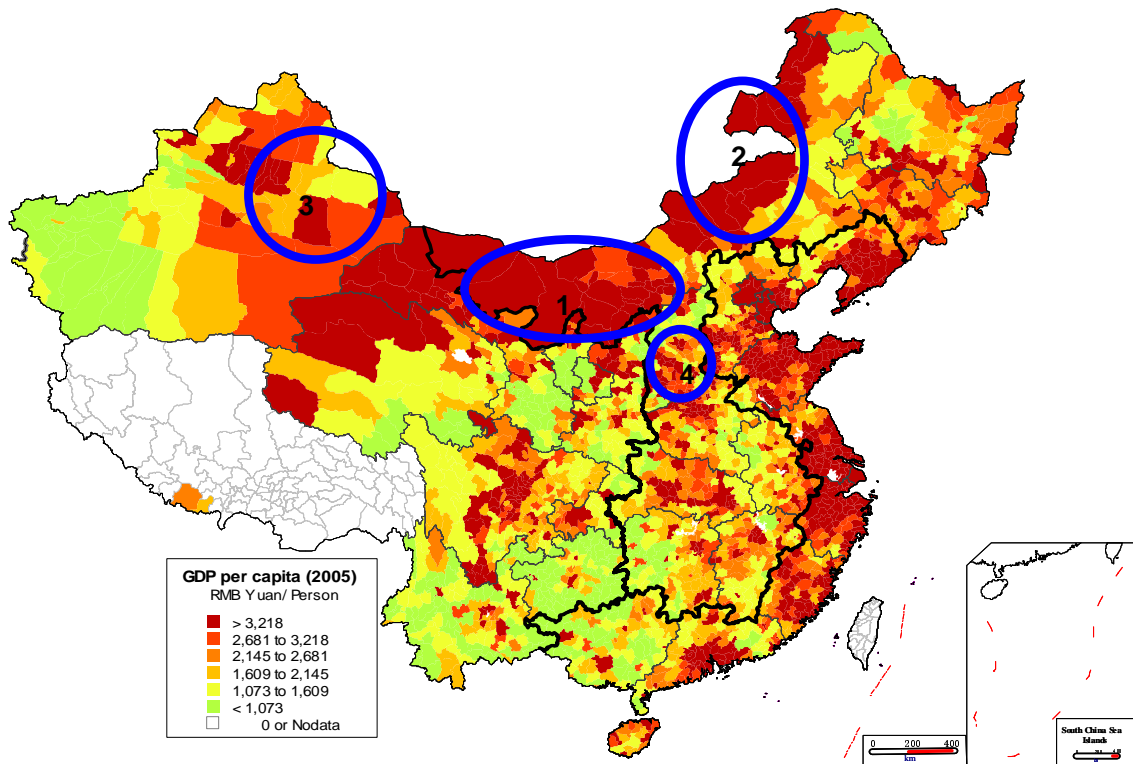 2
3
1
4
GDP per capita (2005)
RMB Yuan/ Person
> 3,218
2,681 to 3,218
2,145 to 2,681
1,609 to 2,145
1,073 to 1,609
< 1,073
0 or Nodata
0 200 400
km
South China Sea
Islands